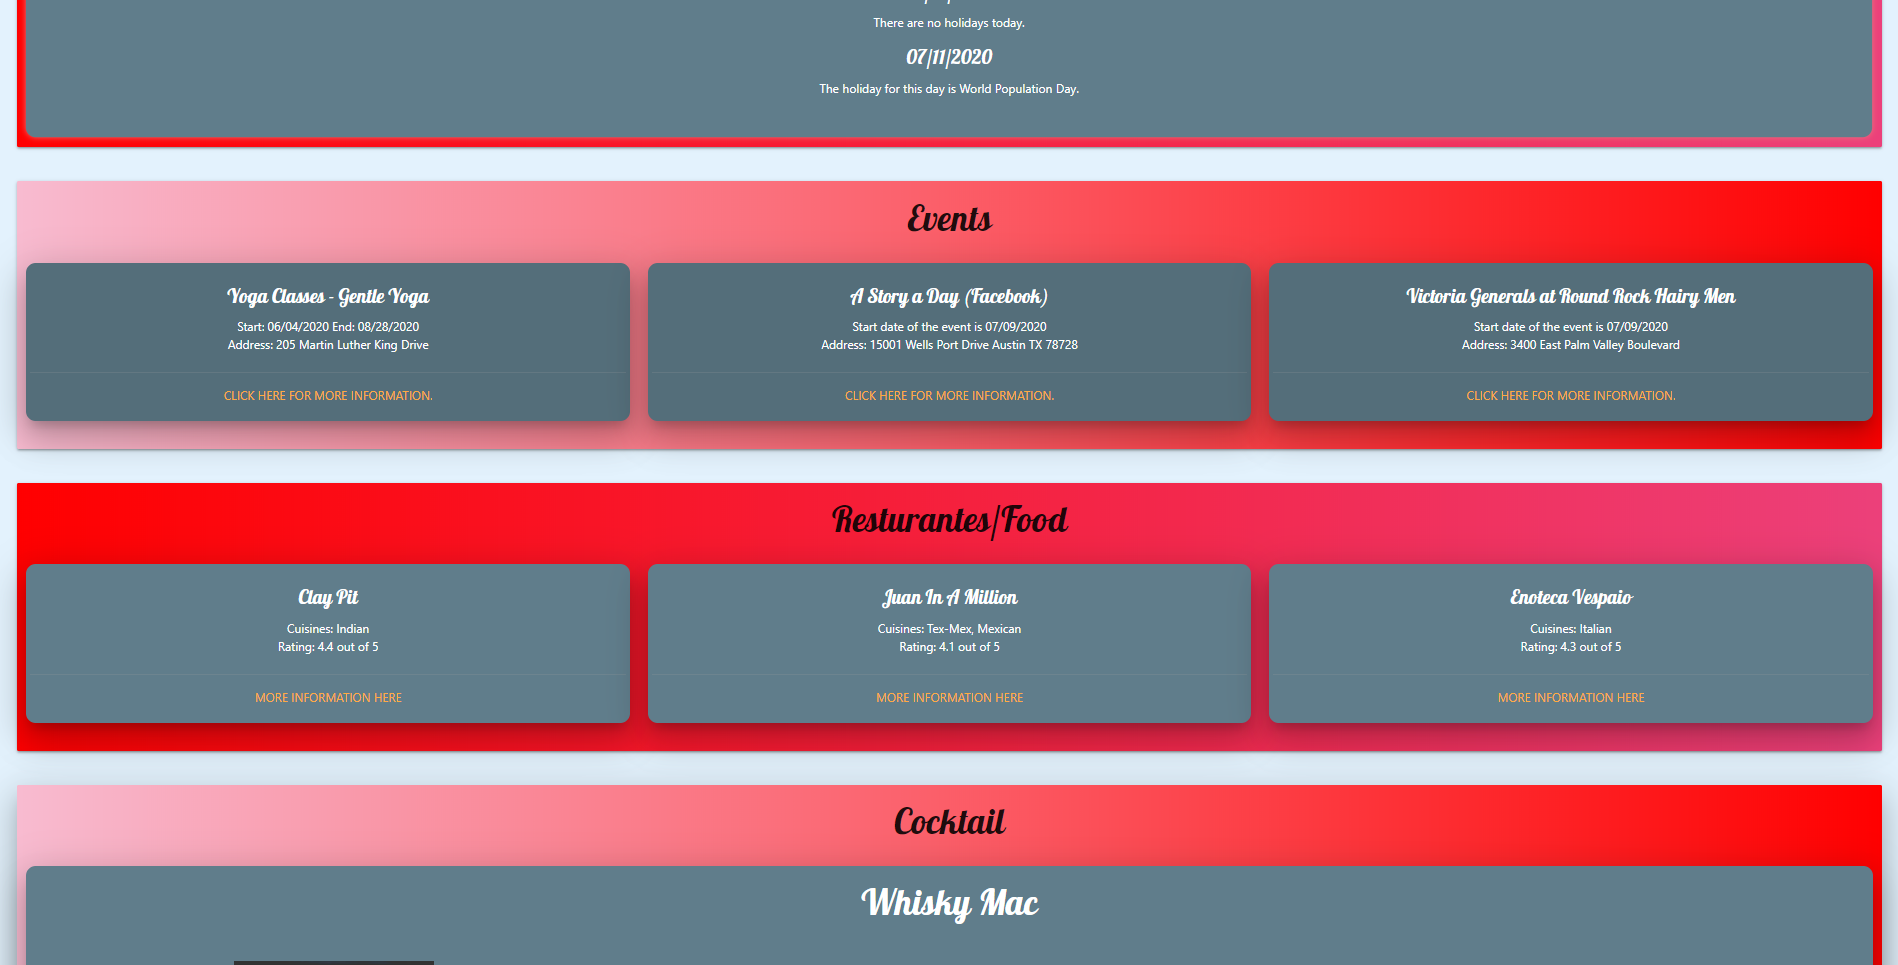 There are no holidays today.
07/11/2020
The holiday for this day is World Population Day.
Events
Yoga Classes - Gentle Yoga
Start: 06/04/2020 End: 08/28/2020
Address: 205 Martin Luther King Drive
CLICK HERE FOR MORE INFORMATION.
A Story a Day (Facebook)
Start date of the event is 07/09/2020
Address: 15001 Wells Port Drive Austin TX 78728
CLICK HERE FOR MORE INFORMATION.
Victoria Generals at Round Rock Hairy Men
Start date of the event is 07/09/2020
Address: 3400 East Palm Valley Boulevard
CLICK HERE FOR MORE INFORMATION.
Resturantes/Food
Clay Pit
Cuisines: Indian
Rating: 4.4 out of 5
MORE INFORMATION HERE
Juan In A Million
Cuisines: Tex-Mex, Mexican
Rating: 4.1 out of 5
MORE INFORMATION HERE
Enoteca Vespaio
Cuisines: Italian
Rating: 4.3 out of 5
MORE INFORMATION HERE
Cocktail
Whisky Mac